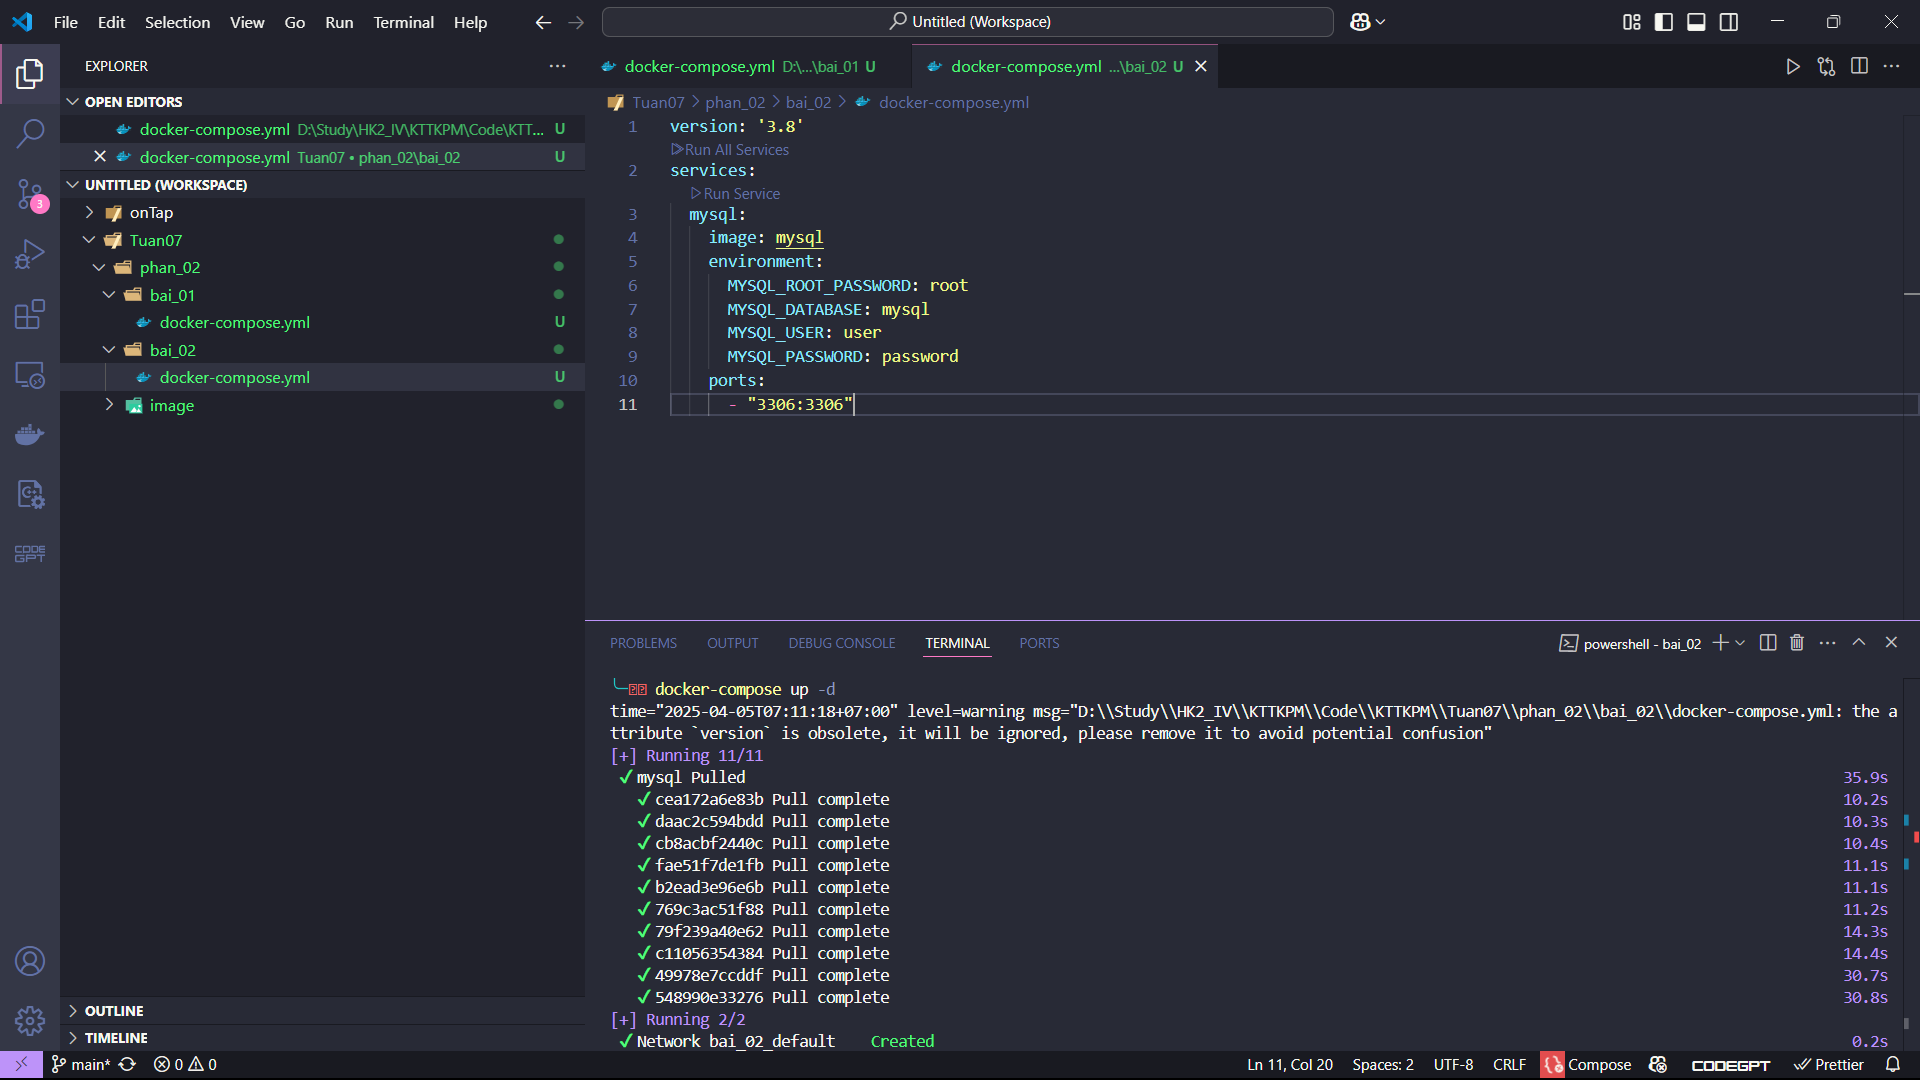 File Edit Selection View Go Run Terminal Help
Untitled (Workspace)
EXPLORER
OPEN EDITORS
docker-compose.yml D:\Study\HK2_IV\KTTKPM\Code\KTT... U
docker-compose.yml Tuan07 • phan_02\bai_02 U
UNTITLED (WORKSPACE)
onTap
Tuan07
phan_02
bai_01
docker-compose.yml U
bai_02
docker-compose.yml U
image
3
CODE
GPT
OUTLINE
TIMELINE
docker-compose.yml D:\...\bai_01 U
docker-compose.yml ...\bai_02 U
Tuan07 > phan_02 > bai_02 > docker-compose.yml
1 version: '3.8'
Run All Services
2 services:
Run Service
3 mysql:
4 image: mysql
5 environment:
6 MYSQL_ROOT_PASSWORD: root
7 MYSQL_DATABASE: mysql
8 MYSQL_USER: user
9 MYSQL_PASSWORD: password
10 ports:
11 - "3306:3306"
PROBLEMS OUTPUT DEBUG CONSOLE TERMINAL PORTS
powershell - bai_02
docker-compose up -d
time="2025-04-05T07:11:18+07:00" level=warning msg="D:\\Study\\HK2_IV\\KTTKPM\\Code\\KTTKPM\\Tuan07\\phan_02\\bai_02\\docker-compose.yml: the a
ttribute `version` is obsolete, it will be ignored, please remove it to avoid potential confusion"
[+] Running 11/11
✓ mysql Pulled 35.9s
✓ cea172a6e83b Pull complete 10.2s
✓ daac2c594bdd Pull complete 10.3s
✓ cb8acbf2440c Pull complete 10.4s
✓ fae51f7de1fb Pull complete 11.1s
✓ b2ead3e96e6b Pull complete 11.1s
✓ 769c3ac51f88 Pull complete 11.2s
✓ 79f239a40e62 Pull complete 14.3s
✓ c11056354384 Pull complete 14.4s
✓ 49978e7ccddf Pull complete 30.7s
✓ 548990e33276 Pull complete 30.8s
[+] Running 2/2
✓ Network bai_02_default Created 0.2s
main* 0 0
Ln 11, Col 20 Spaces: 2 UTF-8 CRLF Compose CODEGPT Prettier